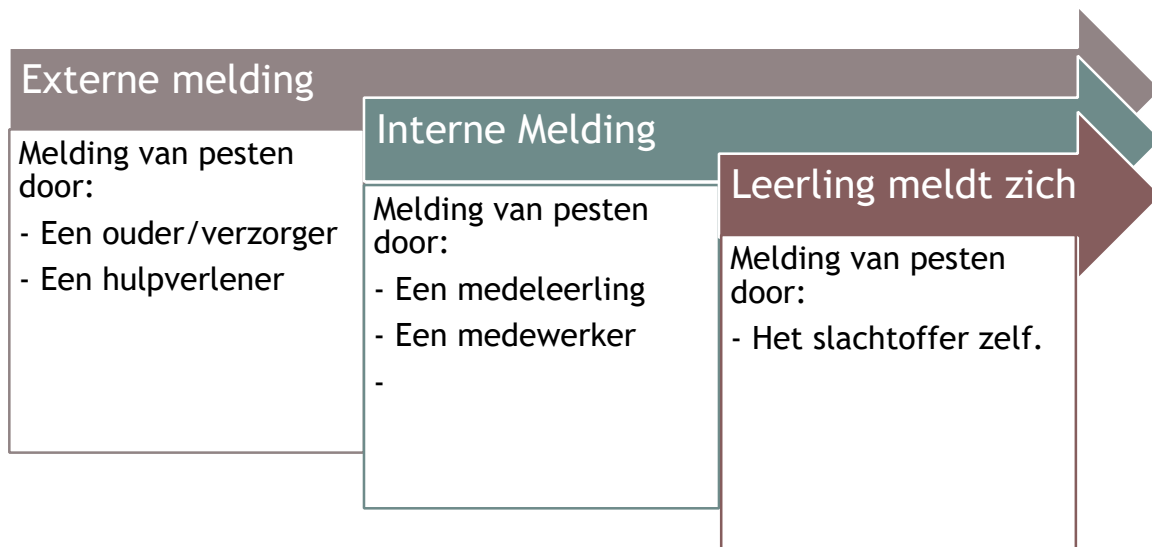 Externe melding
Melding van pesten
door:
- Een ouder/verzorger
- Een hulpverlener
Interne Melding
Melding van pesten
door:
- Een medeleerling
- Een medewerker
-
Leerling meldt zich
Melding van pesten
door:
- Het slachtoffer zelf.